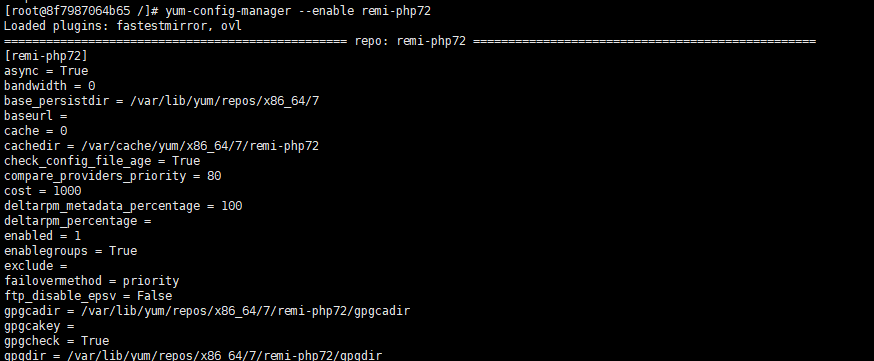 [root@8f7987064b65 /]# yum-config-manager --enable remi-php72
Loaded plugins: fastestmirror, ovl
================================================= repo: remi-php72 =================================================
[remi-php72]
async = True
bandwidth = 0
base_persistdir = /var/lib/yum/repos/x86_64/7
baseurl =
cache = 0
cachedir = /var/cache/yum/x86_64/7/remi-php72
check_config_file_age = True
compare_providers_priority = 80
cost = 1000
deltarpm_metadata_percentage = 100
deltarpm_percentage =
enabled = 1
enablegroups = True
exclude =
failovermethod = priority
ftp_disable_epsv = False
gpgcadir = /var/lib/yum/repos/x86_64/7/remi-php72/gpgcadir
gpgcakey =
gpgcheck = True
gpgdir = /var/lib/yum/repos/x86_64/7/remi-php72/gpgdir